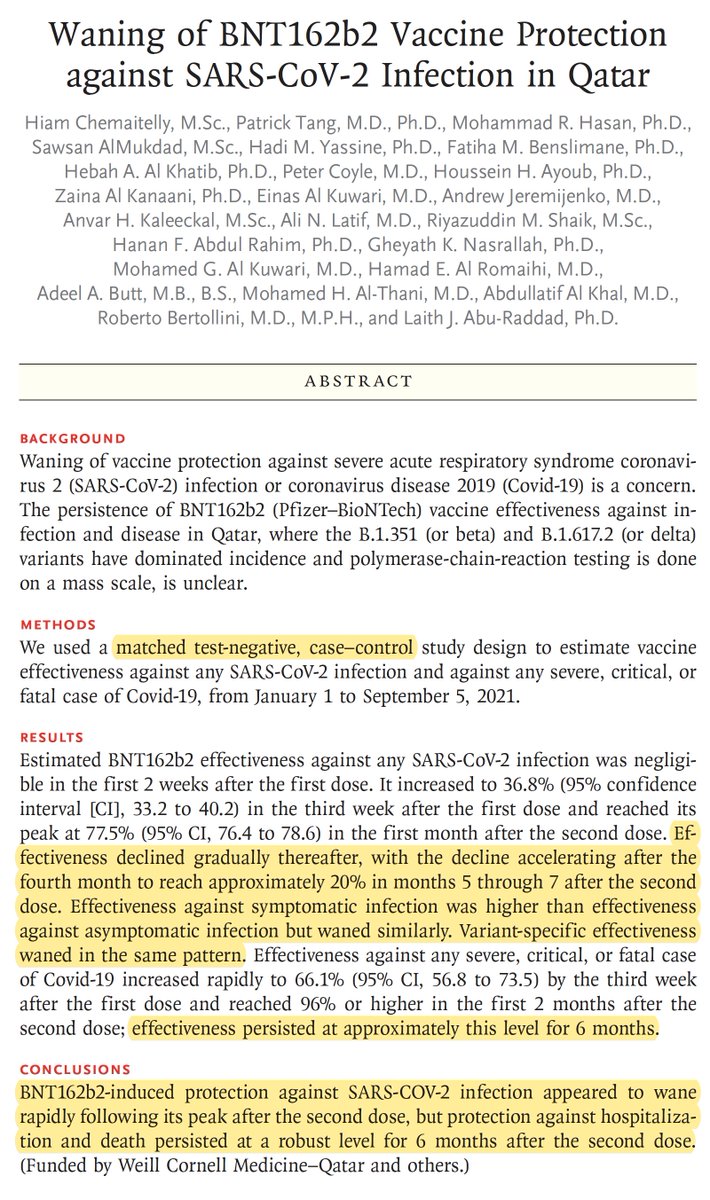 Waning of BNT162b2 Vaccine Protection
against SARS-CoV-2 Infection in Qatar
Hiam Chemaitelly, M.Sc., Patrick Tang, M.D., Ph.D., Mohammad R. Hasan, Ph.D.,
Sawsan AlMukdad, M.Sc., Hadi M. Yassine, Ph.D., Fatiha M. Benslimane, Ph.D.,
Hebah A. Al Khatib, Ph.D., Peter Coyle, M.D., Houssein H. Ayoub, Ph.D.,
Zaina Al Kanaani, Ph.D., Einas Al Kuwari, M.D., Andrew Jeremijenko, M.D.,
Anvar H. Kaleeckal, M.Sc., Ali N. Latif, M.D., Riyazuddin M. Shaik, M.Sc.,
Hanan F. Abdul Rahim, Ph.D., Gheyath K. Nasrallah, Ph.D.,
Mohamed G. Al Kuwari, M.D., Hamad E. Al Romaihi, M.D.,
Adeel A. Butt, M.B., B.S., Mohamed H. Al-Thani, M.D., Abdullatif Al Khal, M.D.,
Roberto Bertollini, M.D., M.P.H., and Laith J. Abu-Raddad, Ph.D.
ABSTRACT
BACKGROUND
Waning of vaccine protection against severe acute respiratory syndrome coronavi-
rus 2 (SARS-CoV-2) infection or coronavirus disease 2019 (Covid-19) is a concern.
The persistence of BNT162b2 (Pfizer–BioNTech) vaccine effectiveness against in-
fection and disease in Qatar, where the B.1.351 (or beta) and B.1.617.2 (or delta)
variants have dominated incidence and polymerase-chain-reaction testing is done
on a mass scale, is unclear.
METHODS
We used a matched test-negative, case–control study design to estimate vaccine
effectiveness against any SARS-CoV-2 infection and against any severe, critical, or
fatal case of Covid-19, from January 1 to September 5, 2021.
RESULTS
Estimated BNT162b2 effectiveness against any SARS-CoV-2 infection was negligi-
ble in the first 2 weeks after the first dose. It increased to 36.8% (95% confidence
interval [CI], 33.2 to 40.2) in the third week after the first dose and reached its
peak at 77.5% (95% CI, 76.4 to 78.6) in the first month after the second dose. Ef-
fectiveness declined gradually thereafter, with the decline accelerating after the
fourth month to reach approximately 20% in months 5 through 7 after the second
dose. Effectiveness against symptomatic infection was higher than effectiveness
against asymptomatic infection but waned similarly. Variant-specific effectiveness
waned in the same pattern. Effectiveness against any severe, critical, or fatal case
of Covid-19 increased rapidly to 66.1% (95% CI, 56.8 to 73.5) by the third week
after the first dose and reached 96% or higher in the first 2 months after the
second dose; effectiveness persisted at approximately this level for 6 months.
CONCLUSIONS
BNT162b2-induced protection against SARS-COV-2 infection appeared to wane
rapidly following its peak after the second dose, but protection against hospitaliza-
tion and death persisted at a robust level for 6 months after the second dose.
(Funded by Weill Cornell Medicine–Qatar and others.)